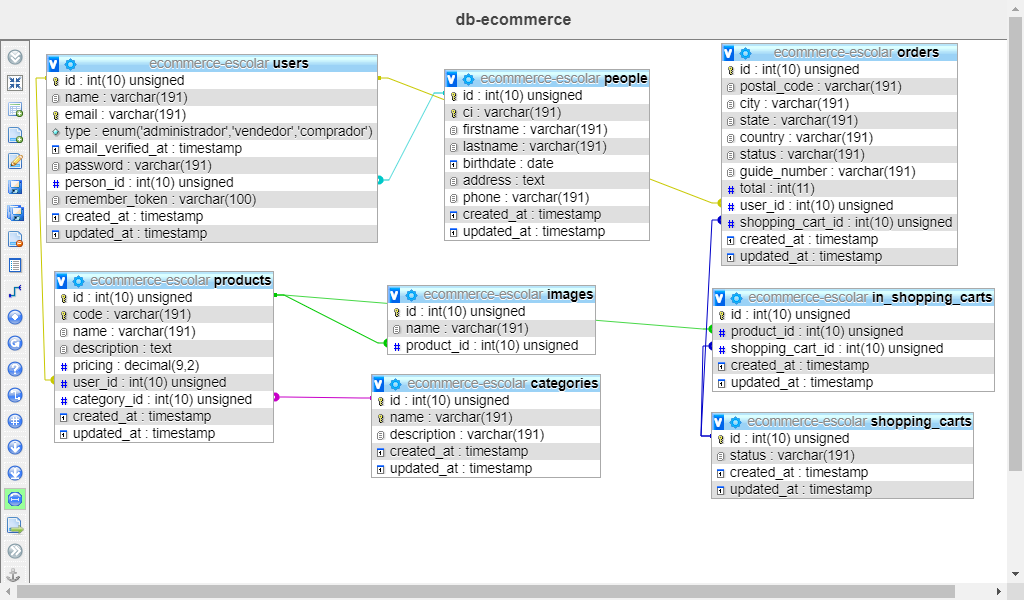 db-ecommerce
ecommerce-escolar users
id : int(10) unsigned
name : varchar(191)
email : varchar(191)
type : enum('administrador','vendedor','comprador')
email_verified_at : timestamp
password : varchar(191)
person_id : int(10) unsigned
remember_token : varchar(100)
created_at : timestamp
updated_at : timestamp
ecommerce-escolar people
id : int(10) unsigned
ci : varchar(191)
firstname : varchar(191)
lastname : varchar(191)
birthdate : date
address : text
phone : varchar(191)
created_at : timestamp
updated_at : timestamp
ecommerce-escolar orders
id : int(10) unsigned
postal_code : varchar(191)
city : varchar(191)
state : varchar(191)
country : varchar(191)
status : varchar(191)
guide_number : varchar(191)
total : int(11)
user_id : int(10) unsigned
shopping_cart_id : int(10) unsigned
created_at : timestamp
updated_at : timestamp
ecommerce-escolar products
id : int(10) unsigned
code : varchar(191)
name : varchar(191)
description : text
pricing : decimal(9,2)
user_id : int(10) unsigned
category_id : int(10) unsigned
created_at : timestamp
updated_at : timestamp
ecommerce-escolar images
id : int(10) unsigned
name : varchar(191)
product_id : int(10) unsigned
ecommerce-escolar categories
id : int(10) unsigned
name : varchar(191)
description : varchar(191)
created_at : timestamp
updated_at : timestamp
ecommerce-escolar in_shopping_carts
id : int(10) unsigned
product_id : int(10) unsigned
shopping_cart_id : int(10) unsigned
created_at : timestamp
updated_at : timestamp
ecommerce-escolar shopping_carts
id : int(10) unsigned
status : varchar(191)
created_at : timestamp
updated_at : timestamp